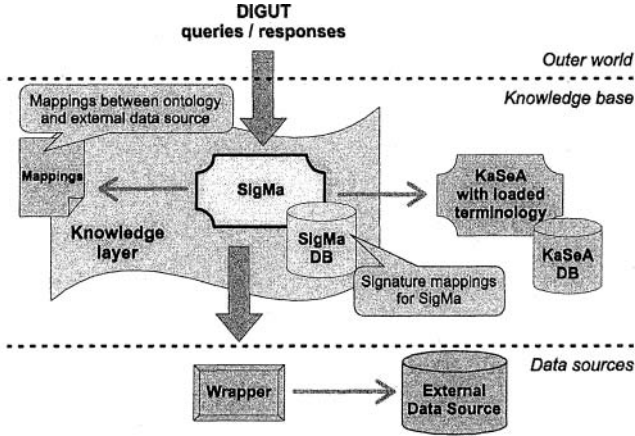 DIGUT
queries / responses
Outer world
Knowledge base
Mappings between ontology
and external data source
Mappings
SigMa
KaSeA
with loaded
terminology
Knowledge
layer
SigMa
DB
KaSeA
DB
Signature mappings
for SigMa
Data sources
Wrapper
External
Data Source